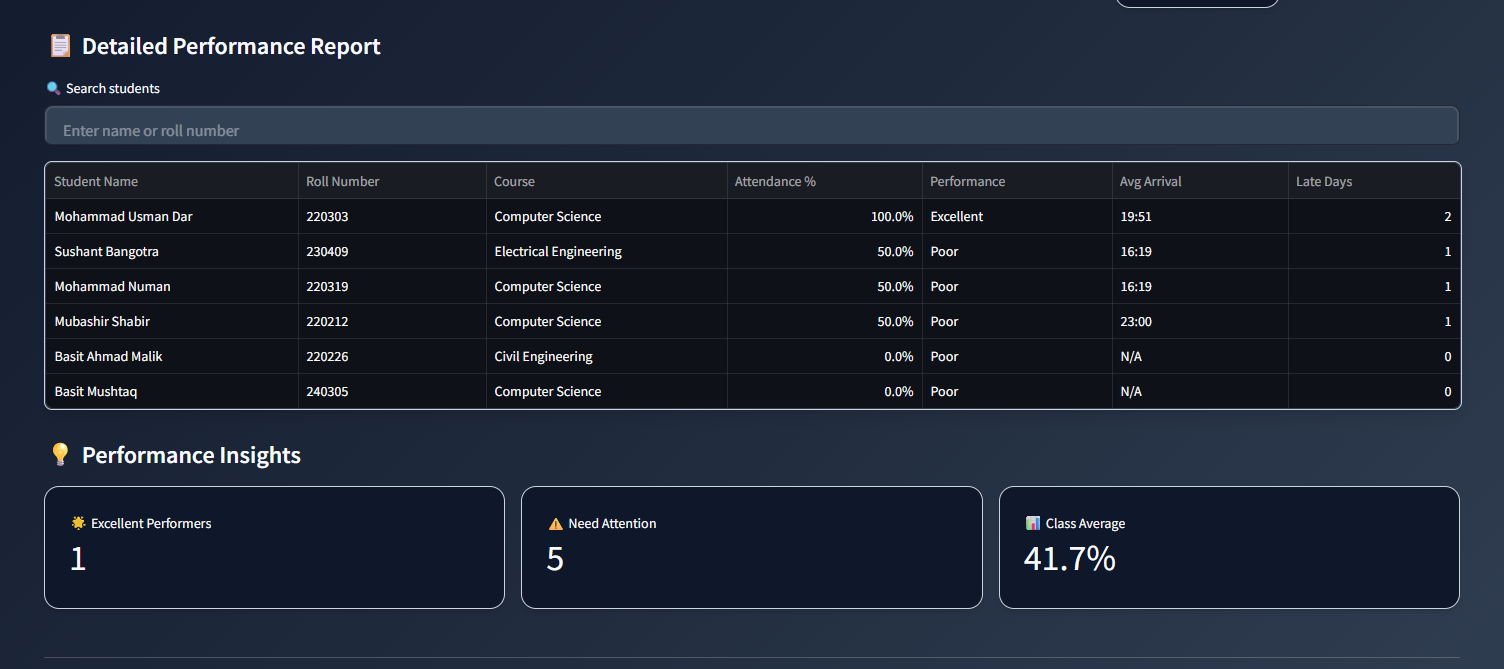 Detailed Performance Report
Search students
Enter name or roll number
Student Name Roll Number Course Attendance % Performance Avg Arrival Late Days
Mohammad Usman Dar 220303 Computer Science 100.0% Excellent 19:51 2
Sushant Bangotra 230409 Electrical Engineering 50.0% Poor 16:19 1
Mohammad Numan 220319 Computer Science 50.0% Poor 16:19 1
Mubashir Shabir 220212 Computer Science 50.0% Poor 23:00 1
Basit Ahmad Malik 220226 Civil Engineering 0.0% Poor N/A 0
Basit Mushtaq 240305 Computer Science 0.0% Poor N/A 0
Performance Insights
Excellent Performers
1
Need Attention
5
Class Average
41.7%